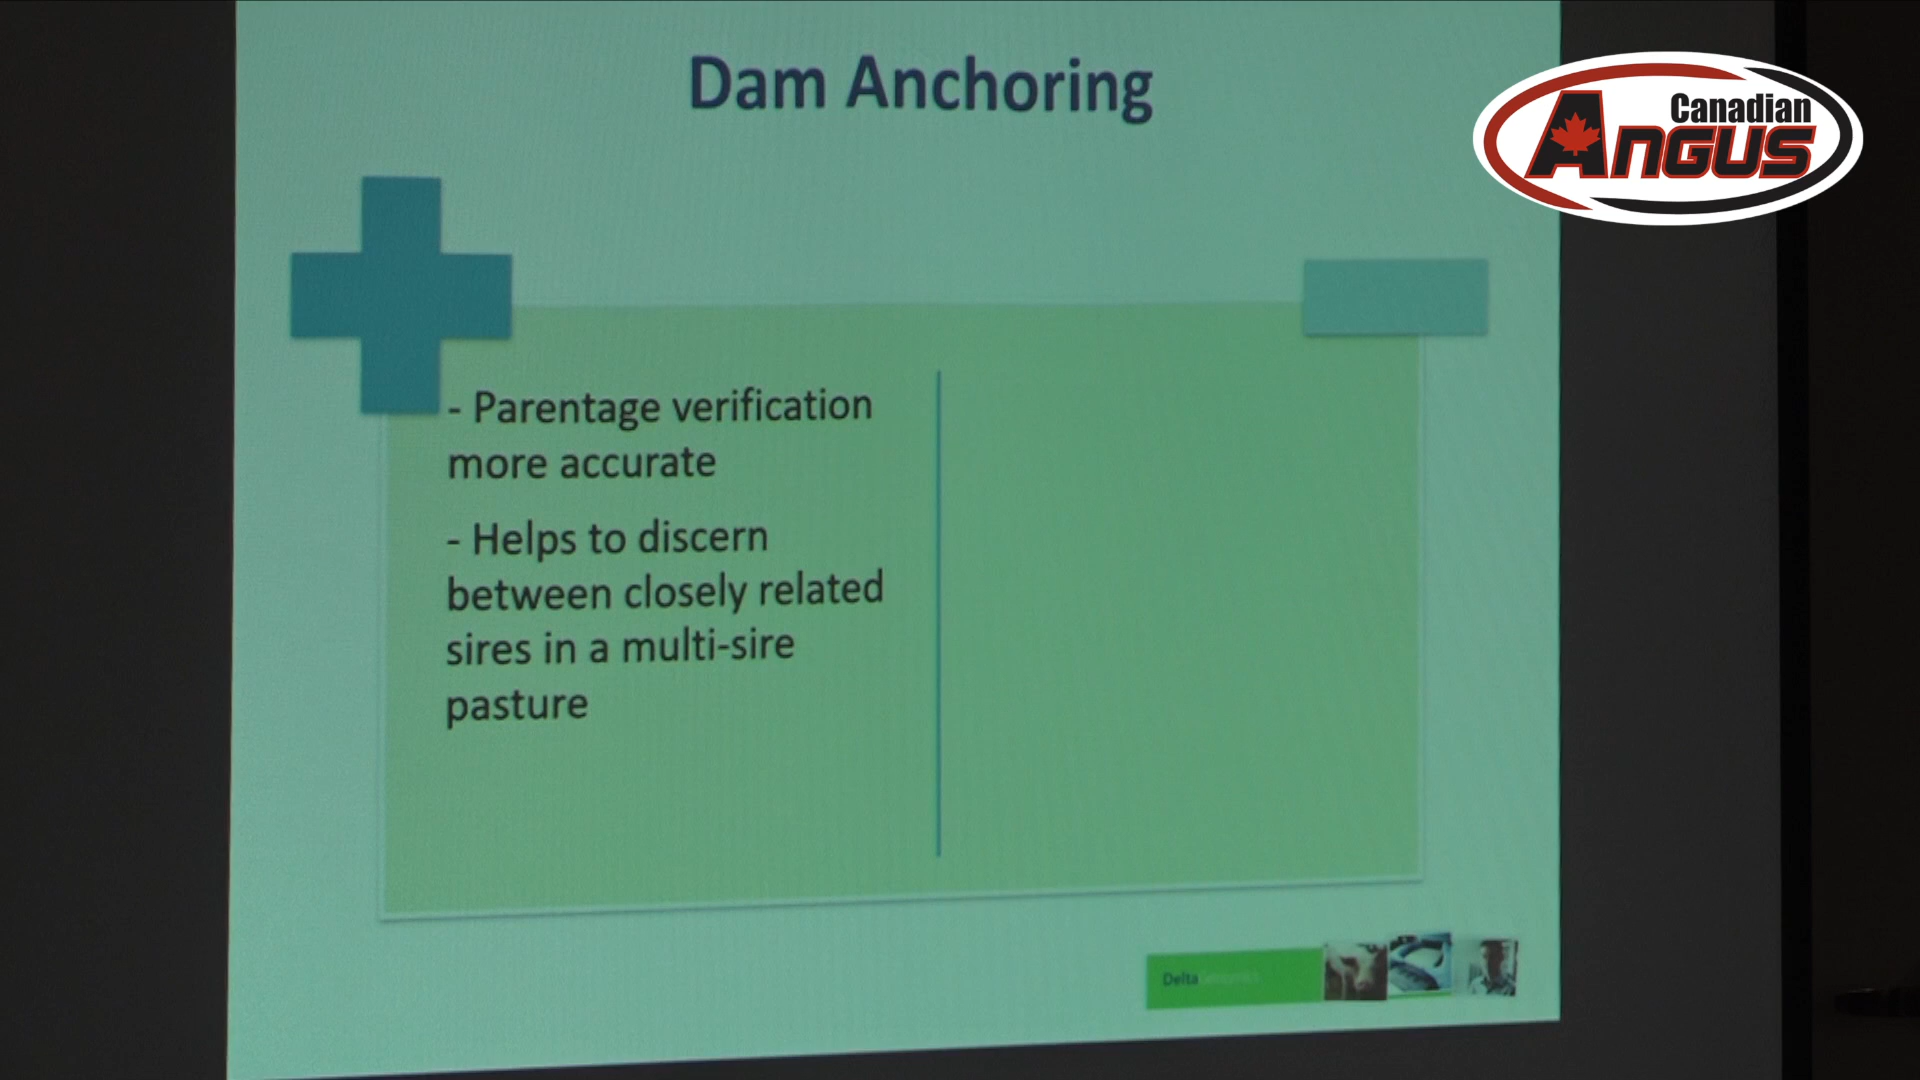 Dam Anchoring
Canadian
ANGUS
- Parentage verification
more accurate
- Helps to discern
between closely related
sires in a multi-sire
pasture
Delta